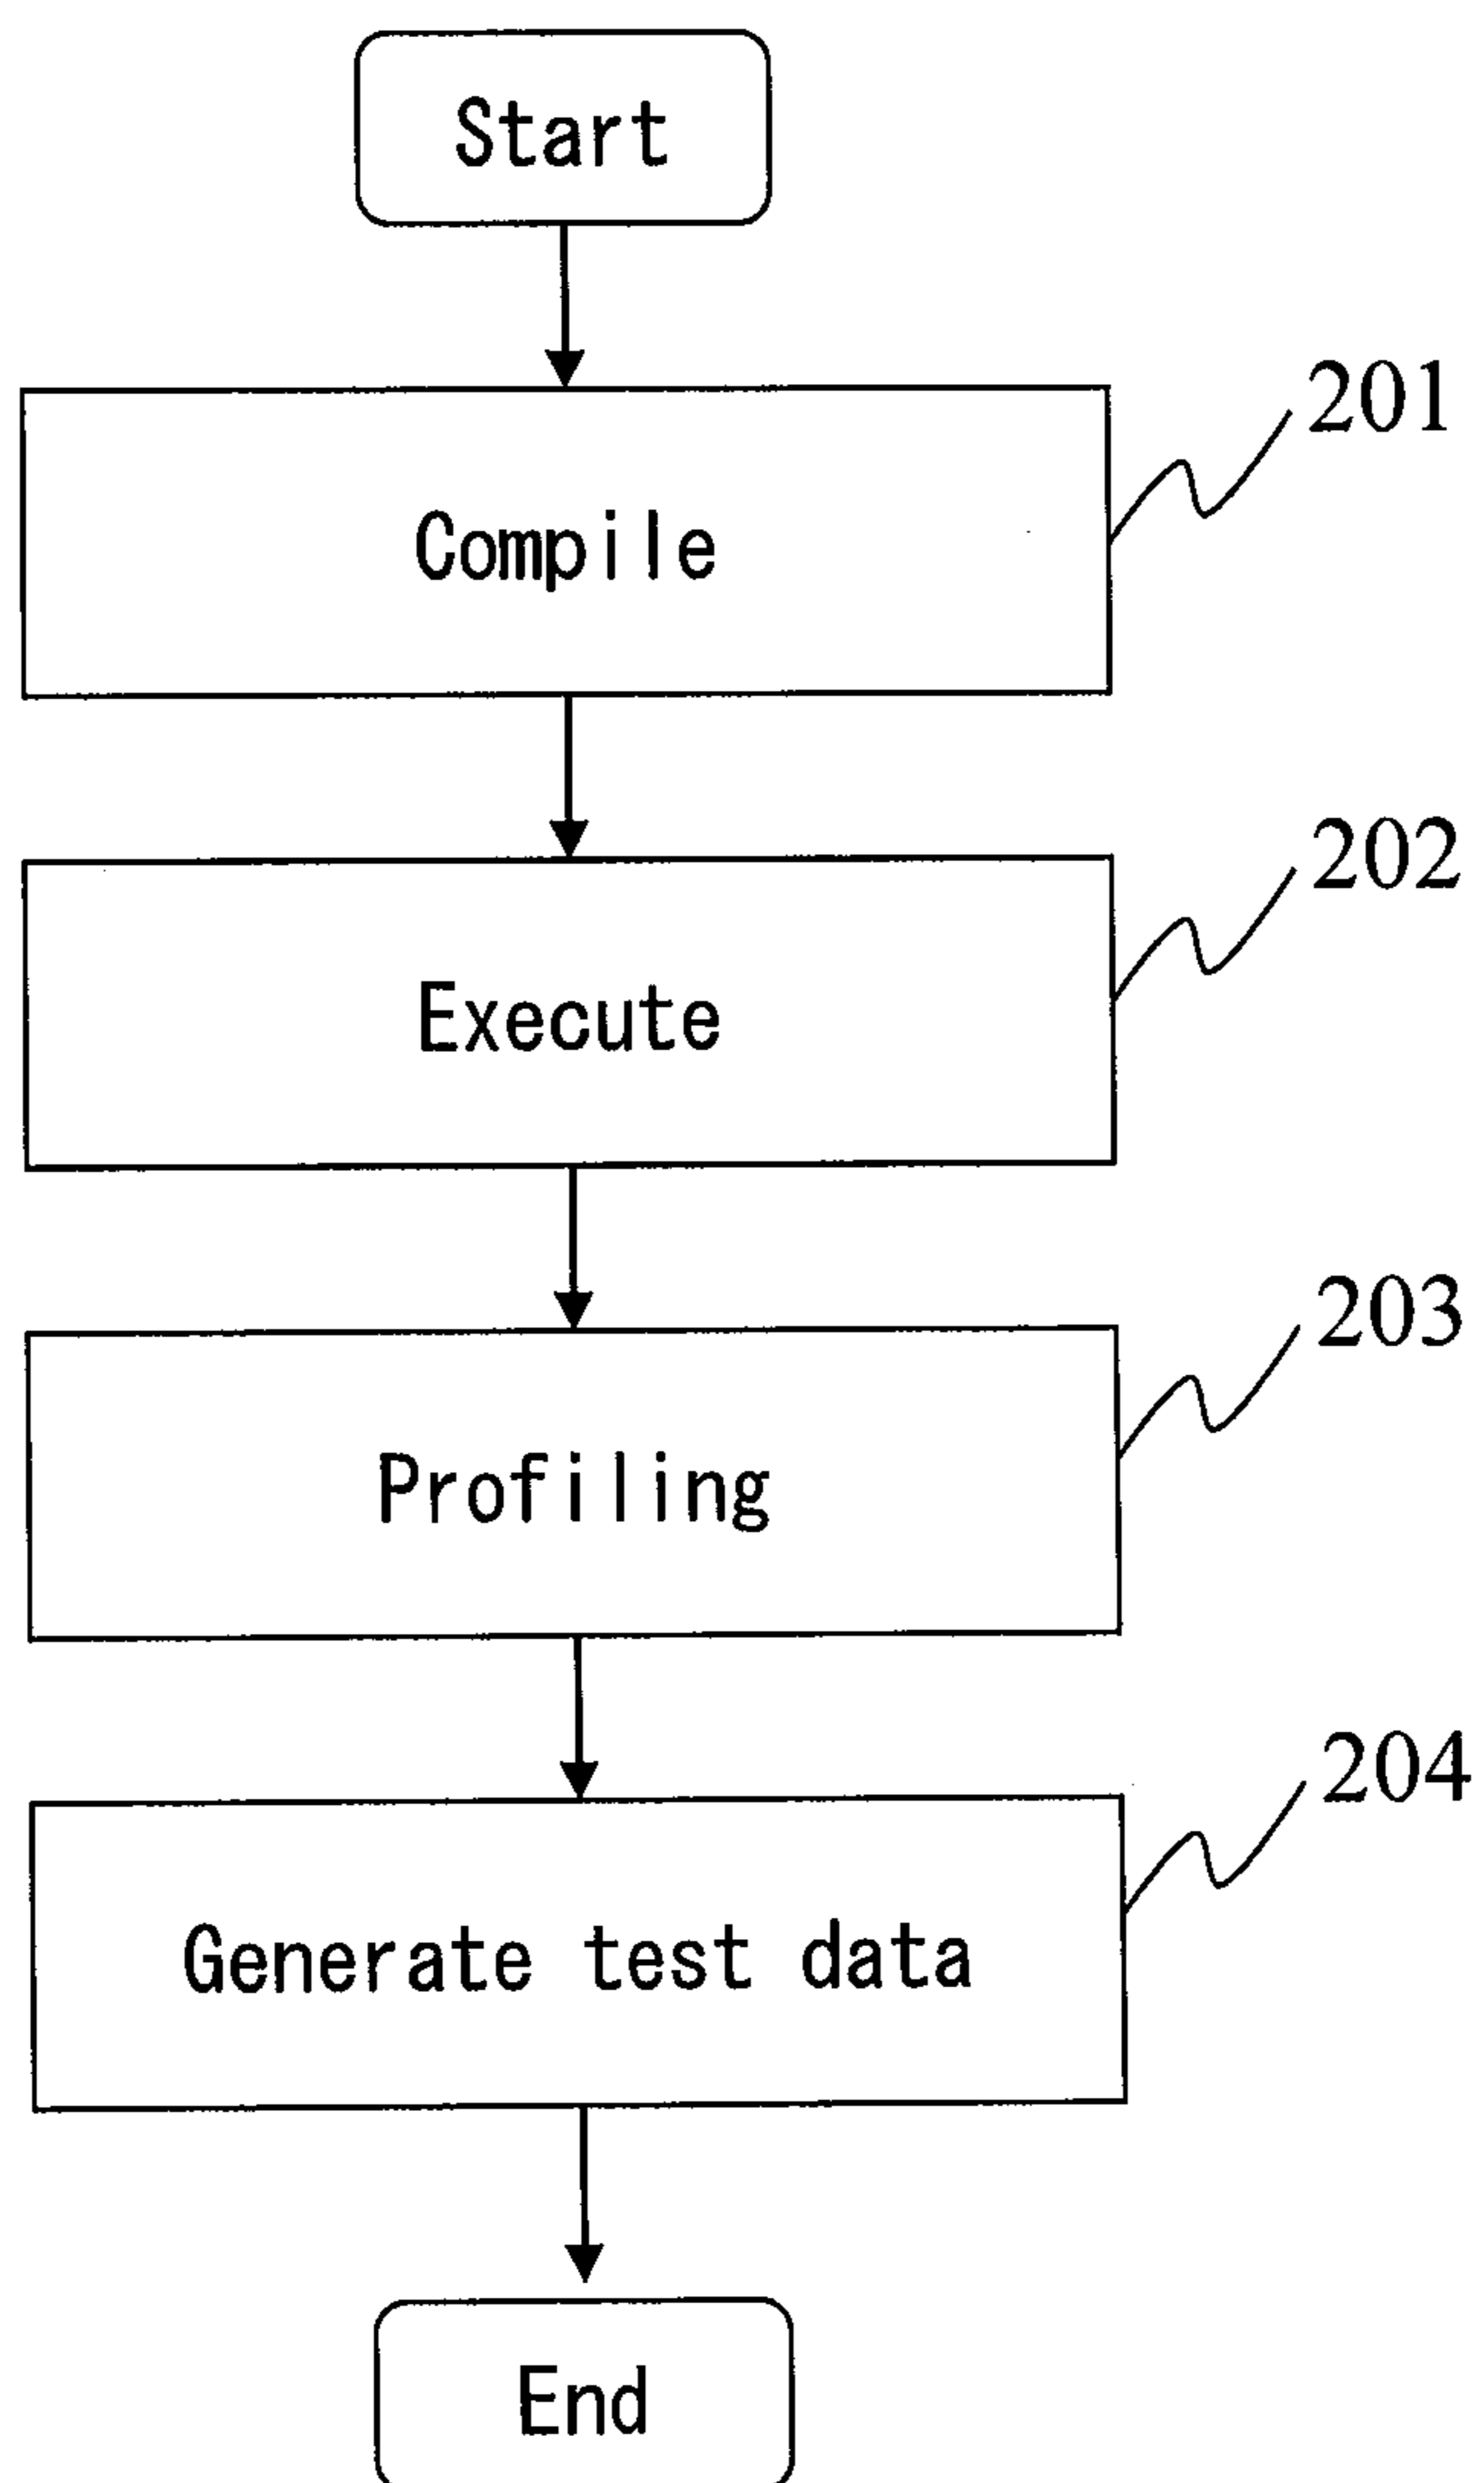 Start
201
Compile
202
Execute
203
Profiling
204
Generate test data
End